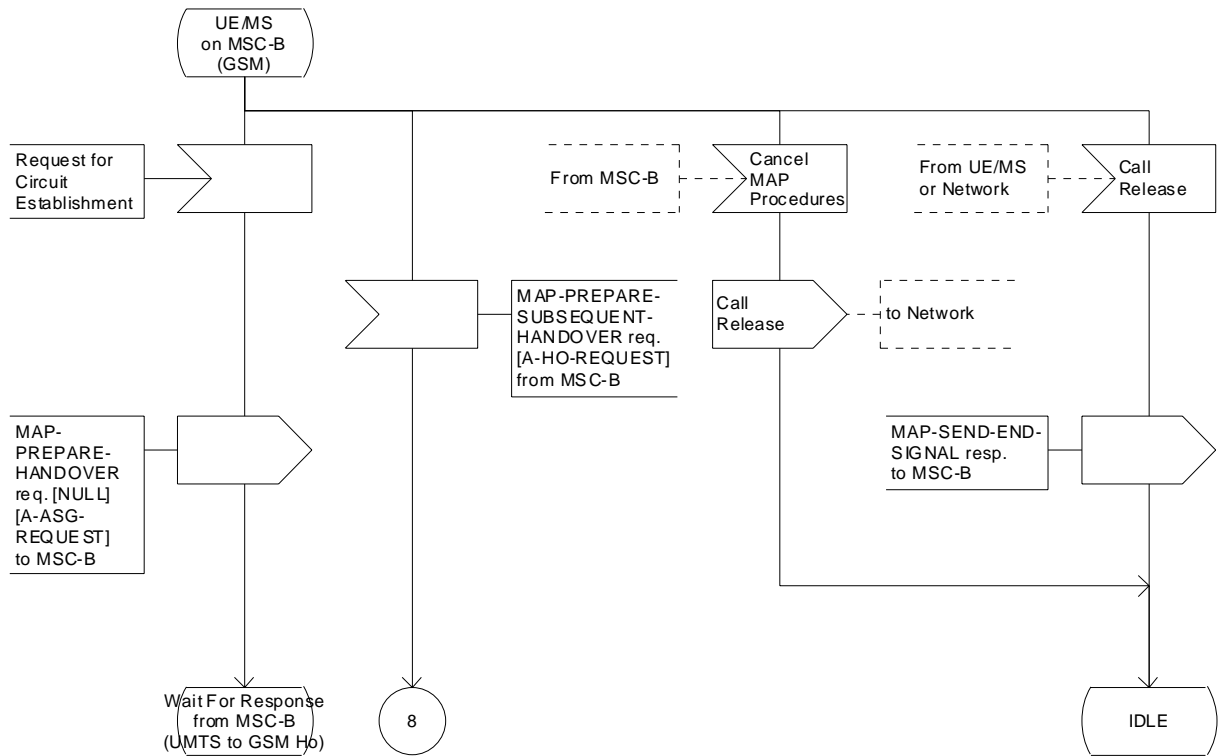 UE/MS
on MSC-B
(GSM)
Request for
Circuit
Establishment
From MSC-B
Cancel
MAP
Procedures
From UE/MS
or Network
Call
Release
MAP-PREPARE-
SUBSEQUENT-
HANDOVER req.
[A-HO-REQUEST]
from MSC-B
Call
Release
to Network
MAP-
PREPARE-
HANDOVER
req. [NULL]
[A-ASG-
REQUEST]
to MSC-B
MAP-SEND-END-
SIGNAL resp.
to MSC-B
Wait For Response
from MSC-B
(UMTS to GSM Ho)
8
IDLE